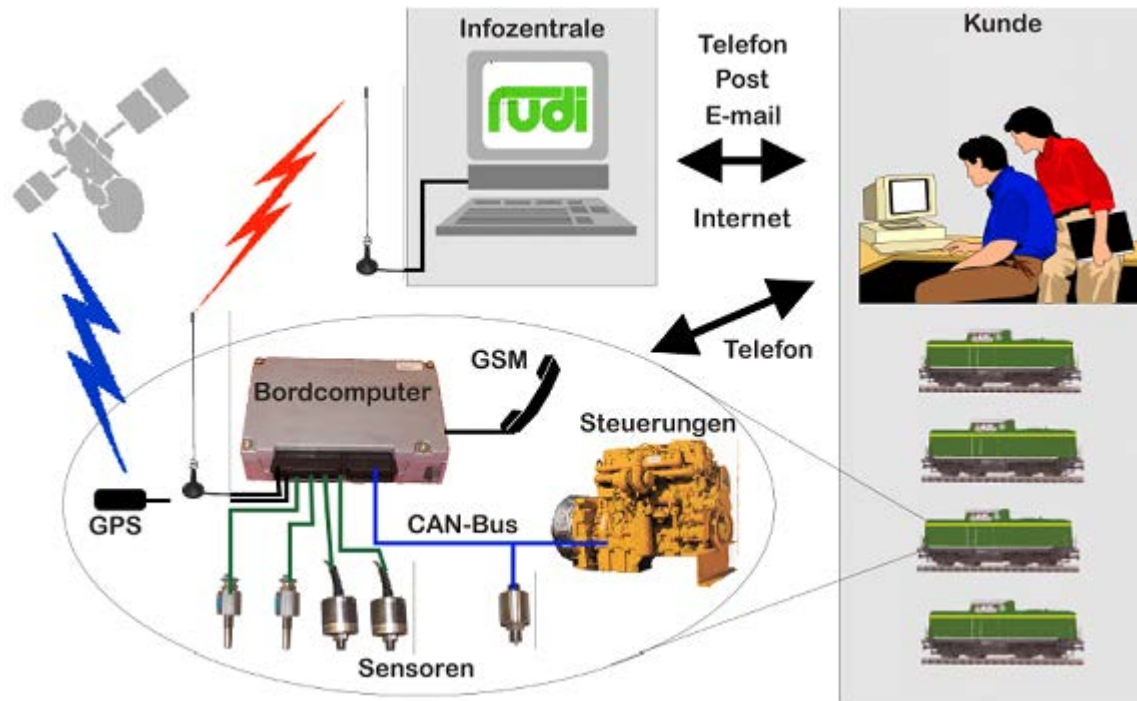 Infozentrale
rudi
Telefon
Post
E-mail
Internet
Kunde
Telefon
Bordcomputer
GSM
Steuerungen
GPS
CAN-Bus
Sensoren